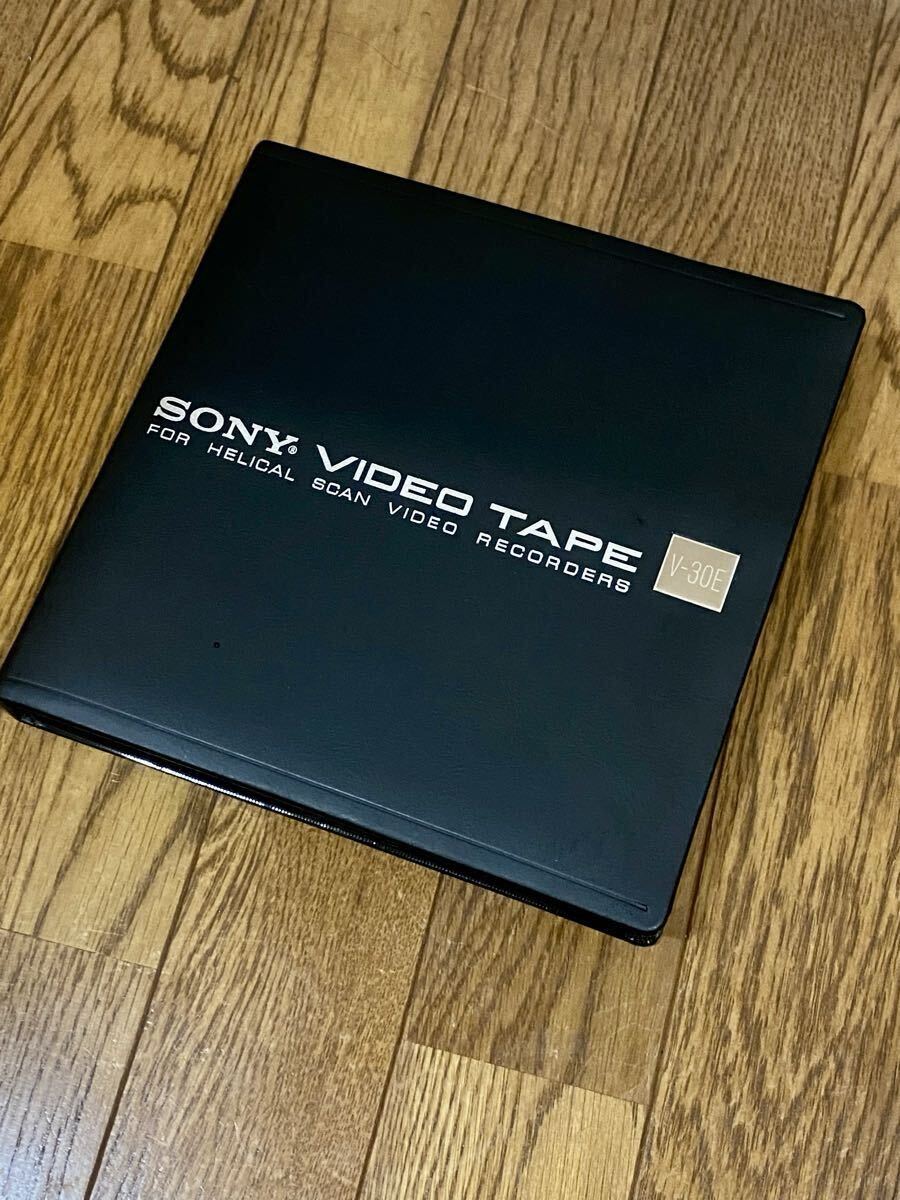 SONY® VIDEO TAPE
FOR HELICAL SCAN VIDEO RECORDERS
V-30E